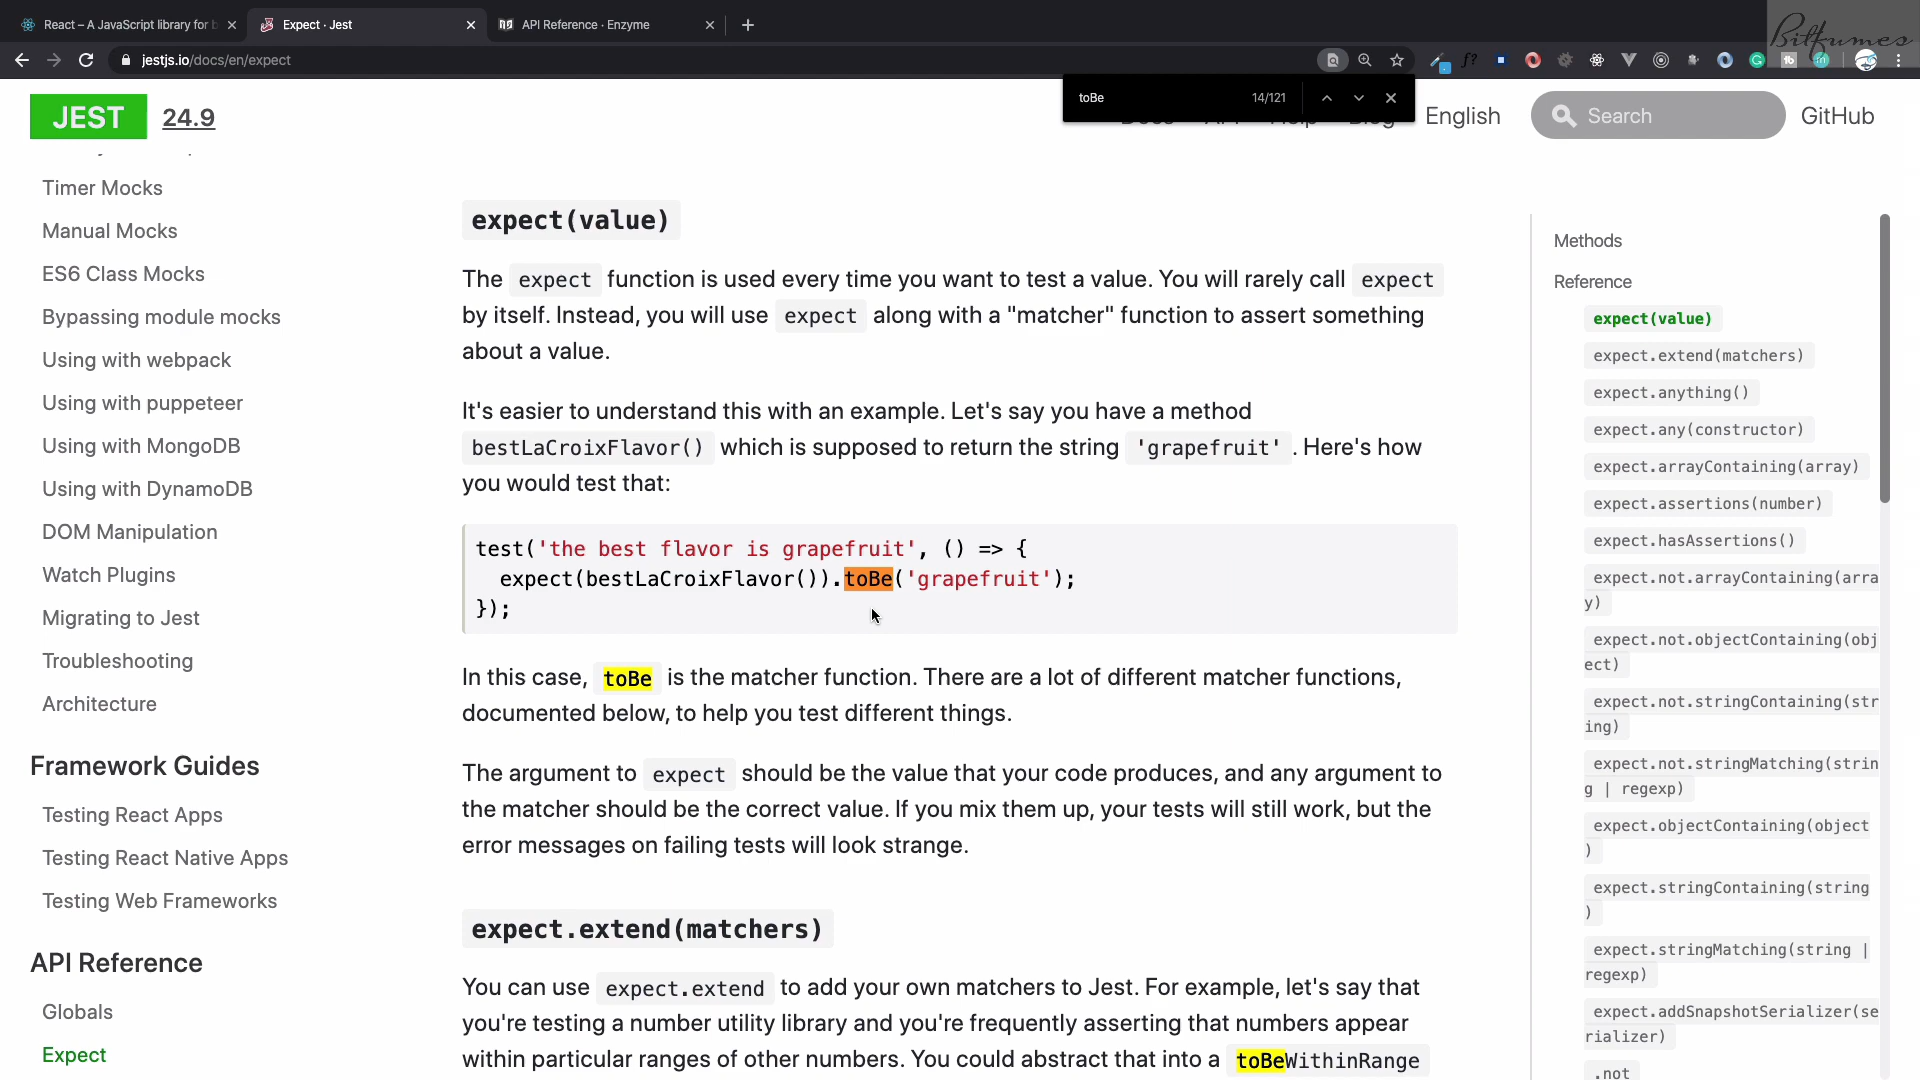 React – A JavaScript library for b
Expect · Jest
API Reference · Enzyme
Bitfumes
jestjs.io/docs/en/expect
toBe
14/121
JEST
24.9
English
Search
GitHub
Timer Mocks
Manual Mocks
ES6 Class Mocks
Bypassing module mocks
Using with webpack
Using with puppeteer
Using with MongoDB
Using with DynamoDB
DOM Manipulation
Watch Plugins
Migrating to Jest
Troubleshooting
Architecture
Framework Guides
Testing React Apps
Testing React Native Apps
Testing Web Frameworks
API Reference
Globals
Expect
expect(value)
The expect function is used every time you want to test a value. You will rarely call expect
by itself. Instead, you will use expect along with a "matcher" function to assert something
about a value.
It's easier to understand this with an example. Let's say you have a method
bestLaCroixFlavor() which is supposed to return the string 'grapefruit' . Here's how
you would test that:
test('the best flavor is grapefruit', () => {
expect(bestLaCroixFlavor()).toBe('grapefruit');
});
In this case, toBe is the matcher function. There are a lot of different matcher functions,
documented below, to help you test different things.
The argument to expect should be the value that your code produces, and any argument to
the matcher should be the correct value. If you mix them up, your tests will still work, but the
error messages on failing tests will look strange.
expect.extend(matchers)
You can use expect.extend to add your own matchers to Jest. For example, let's say that
you're testing a number utility library and you're frequently asserting that numbers appear
within particular ranges of other numbers. You could abstract that into a toBeWithinRange
Methods
Reference
expect(value)
expect.extend(matchers)
expect.anything()
expect.any(constructor)
expect.arrayContaining(array)
expect.assertions(number)
expect.hasAssertions()
expect.not.arrayContaining(arra
y)
expect.not.objectContaining(obj
ect)
expect.not.stringContaining(str
ing)
expect.not.stringMatching(strin
g | regexp)
expect.objectContaining(object
)
expect.stringContaining(string
)
expect.stringMatching(string |
regexp)
expect.addSnapshotSerializer(se
rializer)
.not